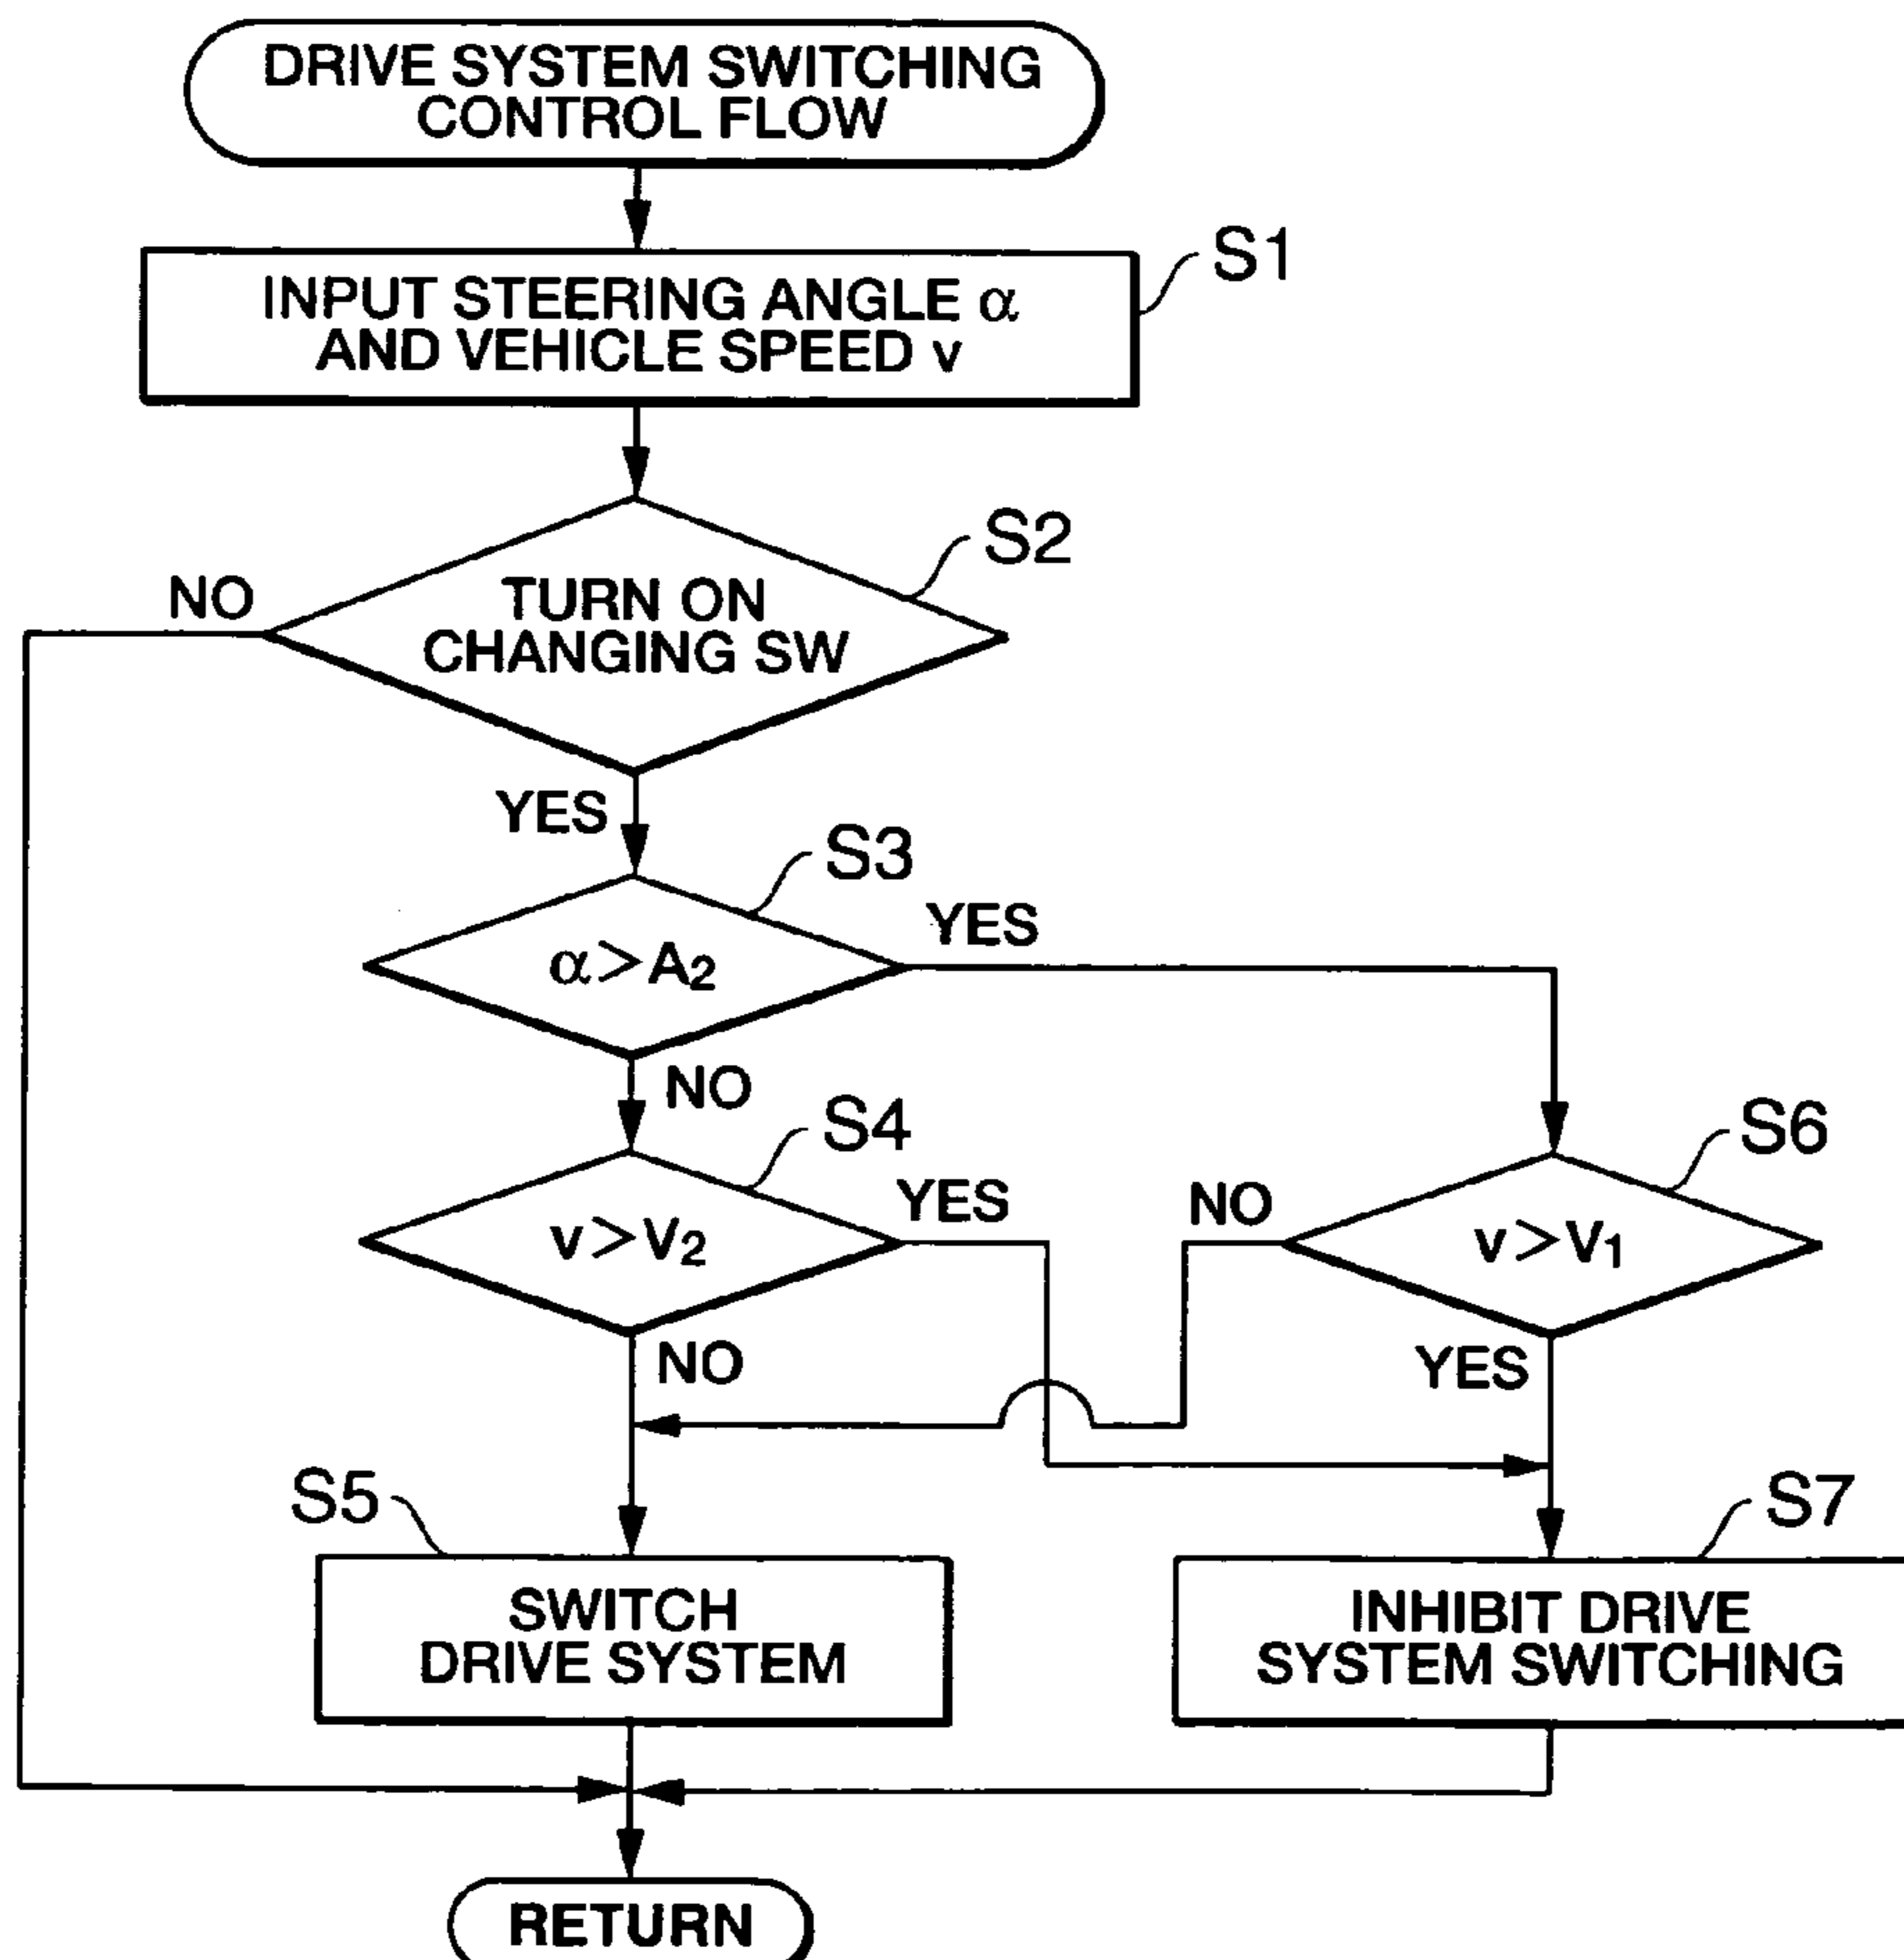 DRIVE SYSTEM SWITCHING
CONTROL FLOW
INPUT STEERING ANGLE α
AND VEHICLE SPEED v
S1
TURN ON
CHANGING SW
S2
NO
YES
S3
α>A₂
YES
NO
S4
v>V₂
YES
NO
S6
v>V₁
NO
YES
S5
SWITCH
DRIVE SYSTEM
S7
INHIBIT DRIVE
SYSTEM SWITCHING
RETURN